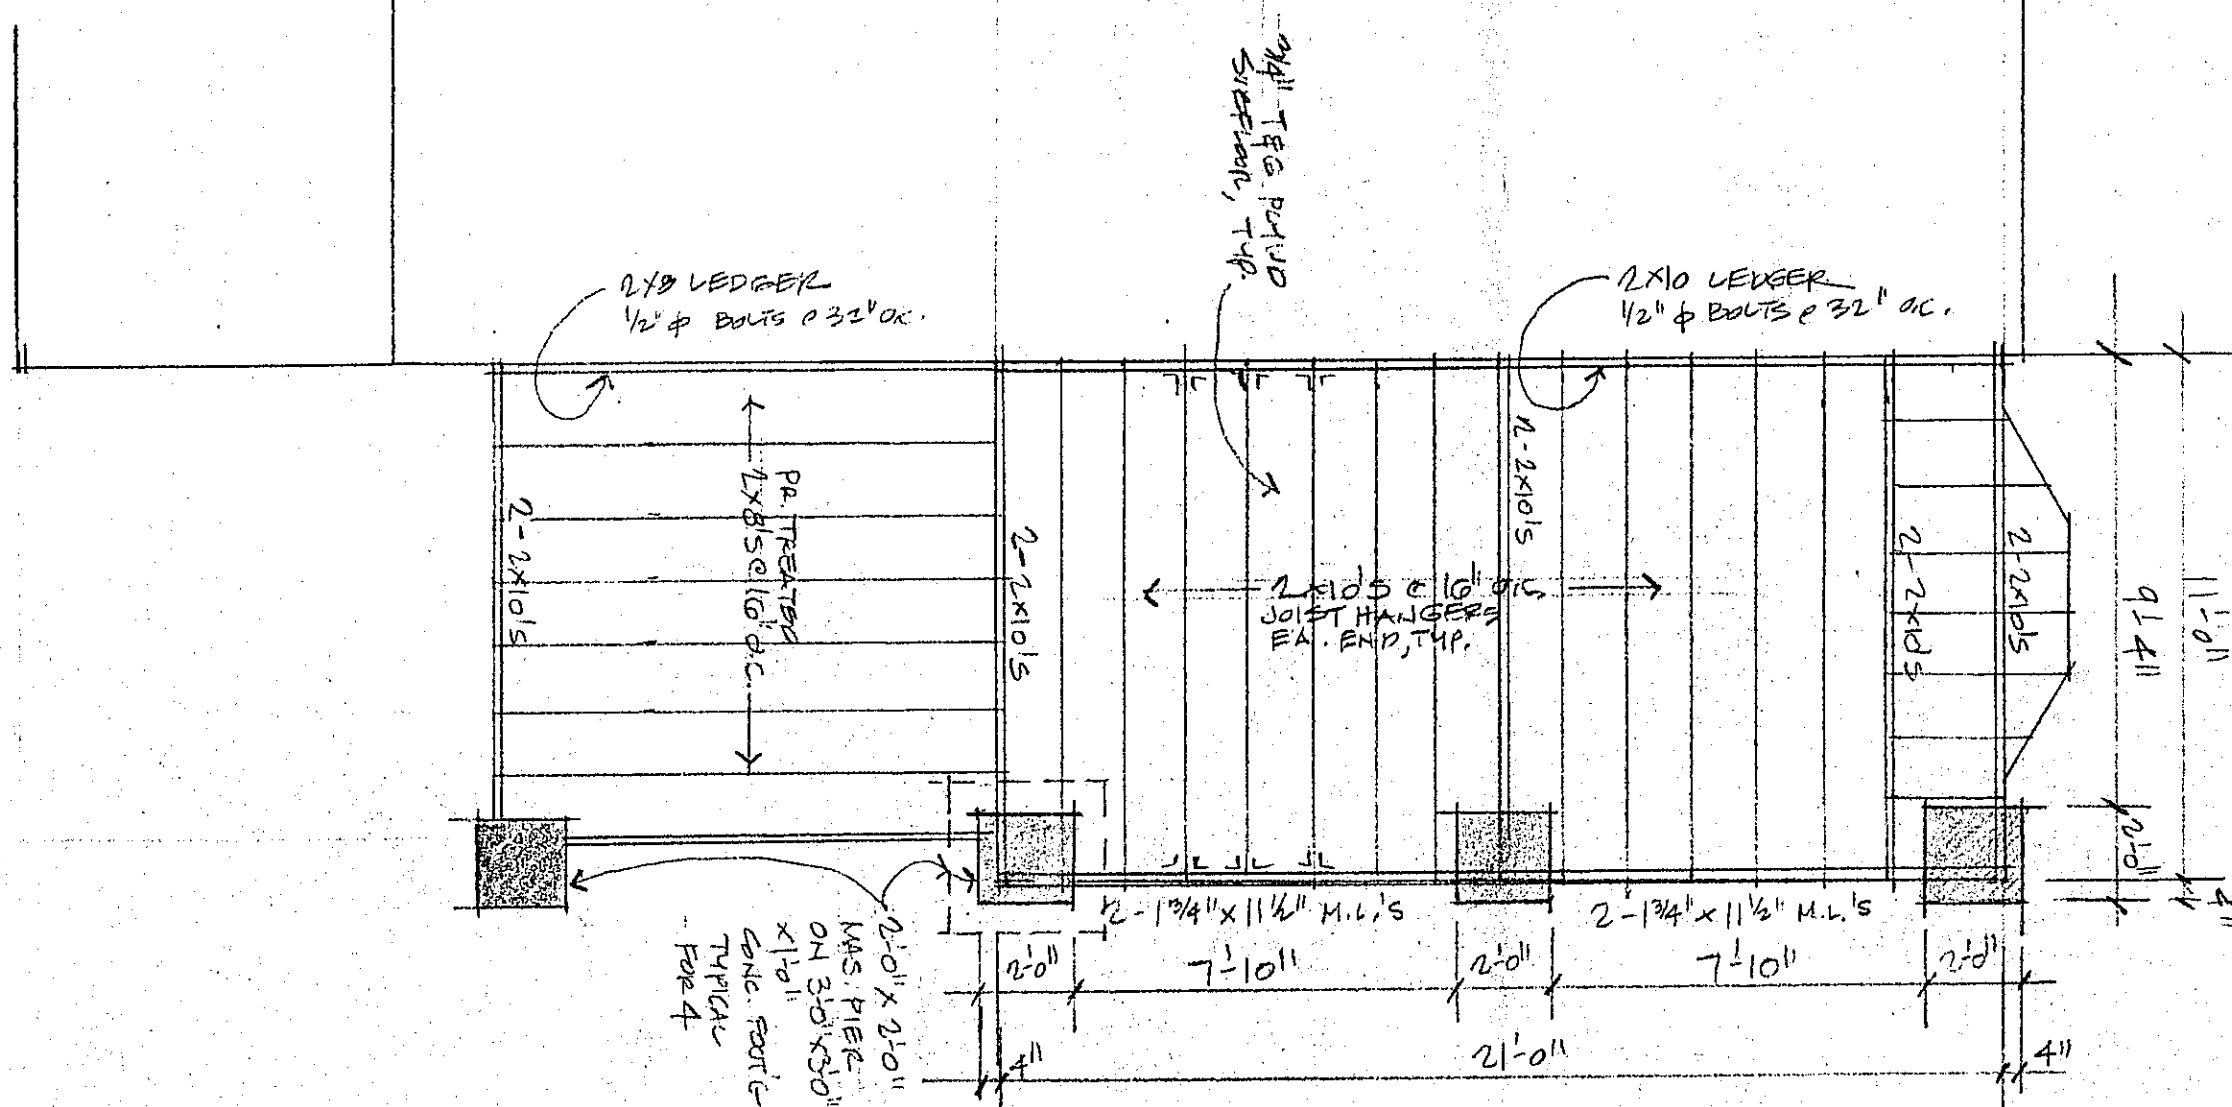 3/4" T&G PLYWD
SUBFLOOR, TYP.
2X8 LEDGER
1/2" φ BOLTS @ 32" O.C.
2X10 LEDGER
1/2" φ BOLTS @ 32" O.C.
2-2X10'S
PR. TREATED
2X8'S @ 16" O.C.
2-2X10'S
2-2X10'S
2X10'S @ 16" O.C.
JOIST HANGERS
EA. END, TYP.
2-2X10'S
2-2X10'S
9'-4"
11'-0"
2'-0"
4"
2-1 3/4" X 11 1/2" M.L.'S
2-1 3/4" X 11 1/2" M.L.'S
2'-0" X 2'-0"
MAS. PIER
ON 3'-0" X 3'-0"
X 1'-0"
CONC. FOOT'G
TYPICAL
FOR 4
2'-0"
7'-10"
2'-0"
7'-10"
2'-0"
4"
21'-0"
4"